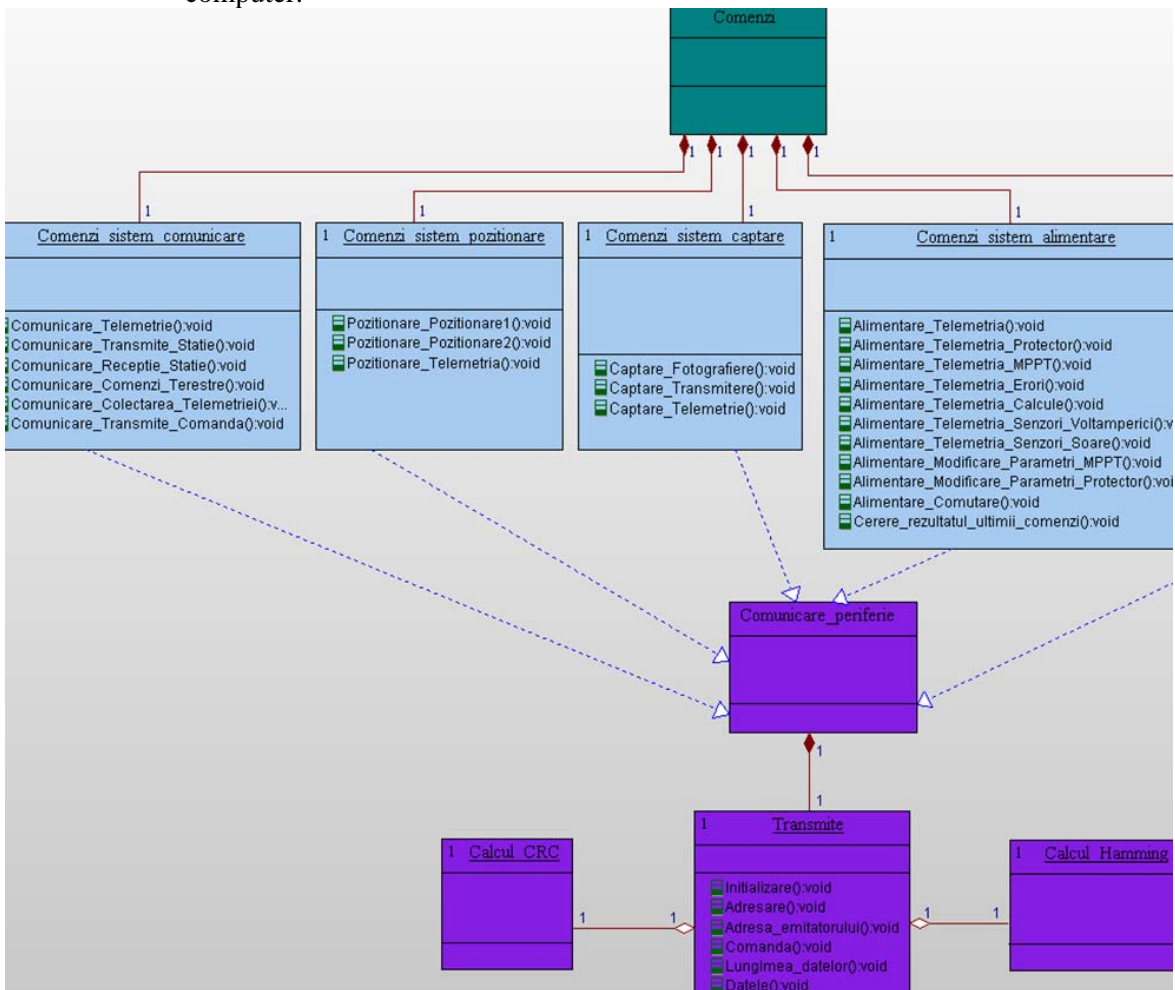 computer.
Comenzi
1 1 1 1 1
1 1 1 1
Comenzi_sistem_comunicare
Comunicare_Telemetrie():void
Comunicare_Transmite_Statie():void
Comunicare_Receptie_Statie():void
Comunicare_Comenzi_Terestre():void
Comunicare_Colectarea_Telemetriei():v...
Comunicare_Transmite_Comanda():void
1 Comenzi_sistem_pozitionare
Pozitionare_Pozitionare1():void
Pozitionare_Pozitionare2():void
Pozitionare_Telemetria():void
1 Comenzi_sistem_captare
Captare_Fotografiere():void
Captare_Transmitere():void
Captare_Telemetrie():void
1 Comenzi_sistem_alimentare
Alimentare_Telemetria():void
Alimentare_Telemetria_Protector():void
Alimentare_Telemetria_MPPT():void
Alimentare_Telemetria_Erori():void
Alimentare_Telemetria_Calcule():void
Alimentare_Telemetria_Senzori_Voltamperici():v
Alimentare_Telemetria_Senzori_Soare():void
Alimentare_Modificare_Parametri_MPPT():void
Alimentare_Modificare_Parametri_Protector():voi
Alimentare_Comutare():void
Cerere_rezultatul_ultimii_comenzi():void
Comunicare_periferie
1
1
1 Calcul_CRC
1 1
1 Transmite
Initializare():void
Adresare():void
Adresa_emitatorului():void
Comanda():void
Lungimea_datelor():void
Datele():void
1 1
1 Calcul_Hamming